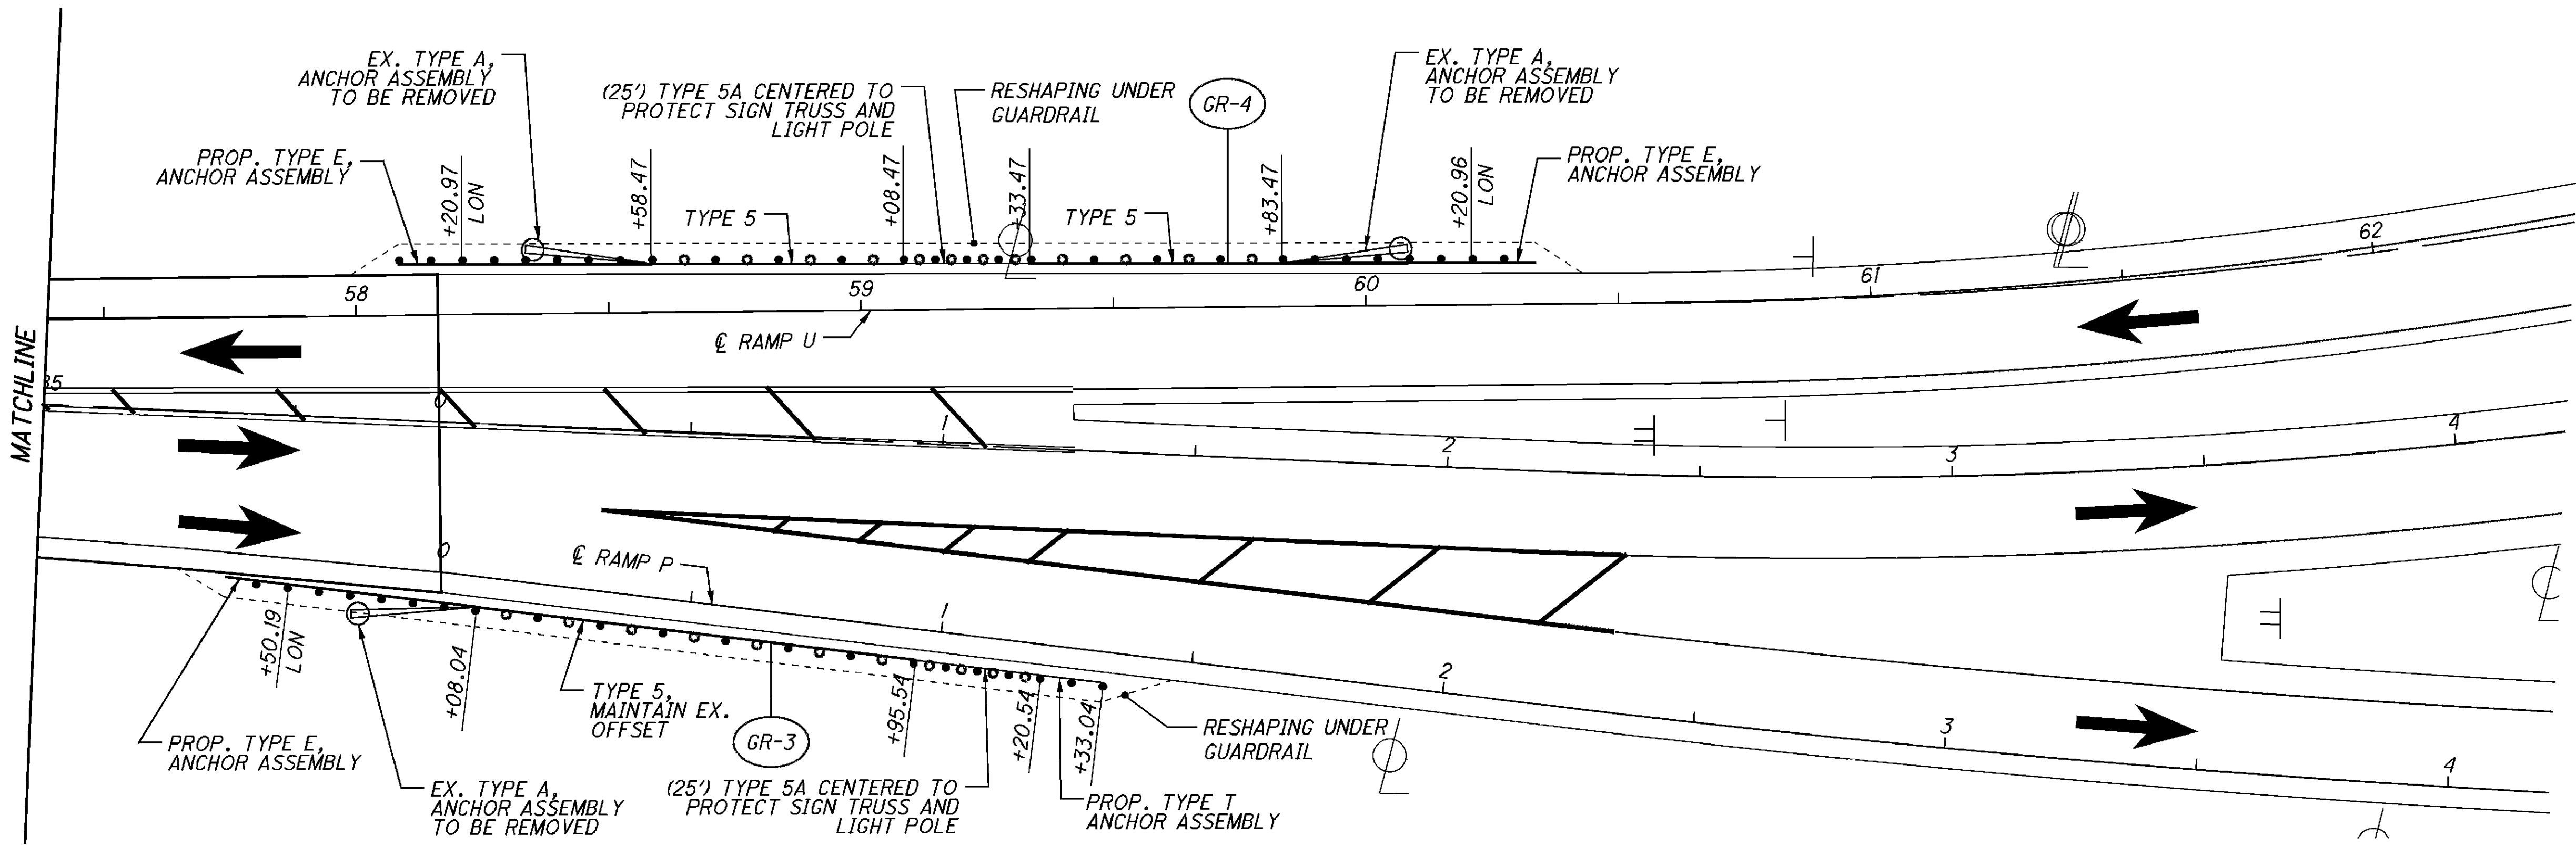 EX. TYPE A,
ANCHOR ASSEMBLY
TO BE REMOVED
(25') TYPE 5A CENTERED TO
PROTECT SIGN TRUSS AND
LIGHT POLE
RESHAPING UNDER
GUARDRAIL
GR-4
EX. TYPE A,
ANCHOR ASSEMBLY
TO BE REMOVED
PROP. TYPE E,
ANCHOR ASSEMBLY
+20.97
LON
+58.47
TYPE 5
+08.47
+33.47
TYPE 5
+83.47
+20.96
LON
PROP. TYPE E,
ANCHOR ASSEMBLY
58
59
60
61
62
℄ RAMP U
MATCHLINE
35
0
1
2
3
4
0
℄ RAMP P
1
2
3
4
+50.19
LON
+08.04
TYPE 5,
MAINTAIN EX.
OFFSET
GR-3
+95.54
+20.54
+33.04
RESHAPING UNDER
GUARDRAIL
PROP. TYPE E,
ANCHOR ASSEMBLY
EX. TYPE A,
ANCHOR ASSEMBLY
TO BE REMOVED
(25') TYPE 5A CENTERED TO
PROTECT SIGN TRUSS AND
LIGHT POLE
PROP. TYPE T
ANCHOR ASSEMBLY